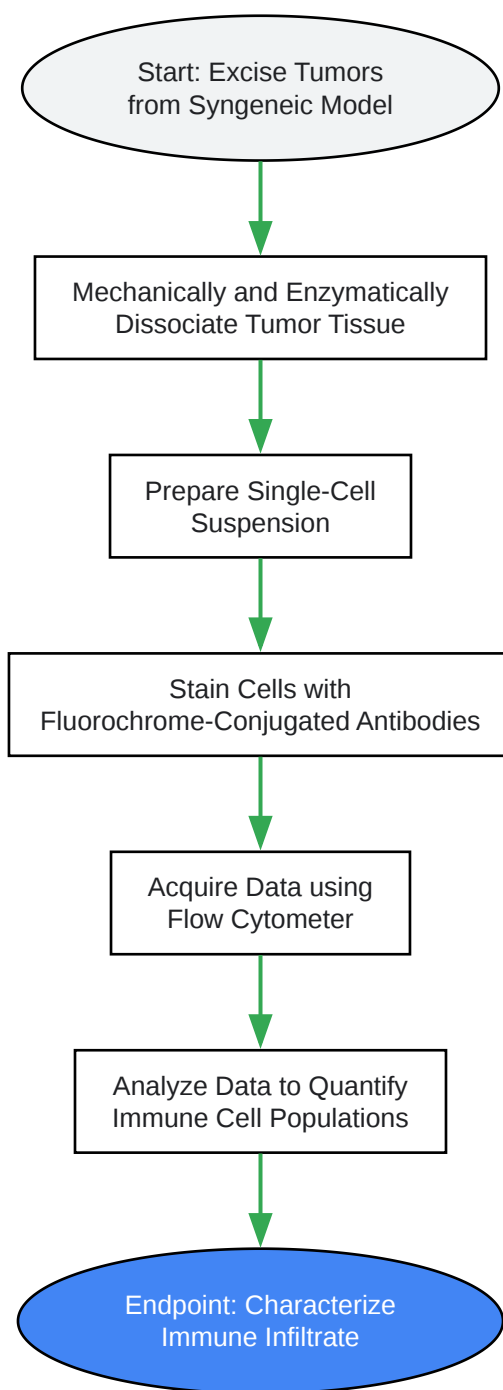 Start: Excise Tumors
from Syngeneic Model
Mechanically and Enzymatically
Dissociate Tumor Tissue
Prepare Single-Cell
Suspension
Stain Cells with
Fluorochrome-Conjugated Antibodies
Acquire Data using
Flow Cytometer
Analyze Data to Quantify
Immune Cell Populations
Endpoint: Characterize
Immune Infiltrate